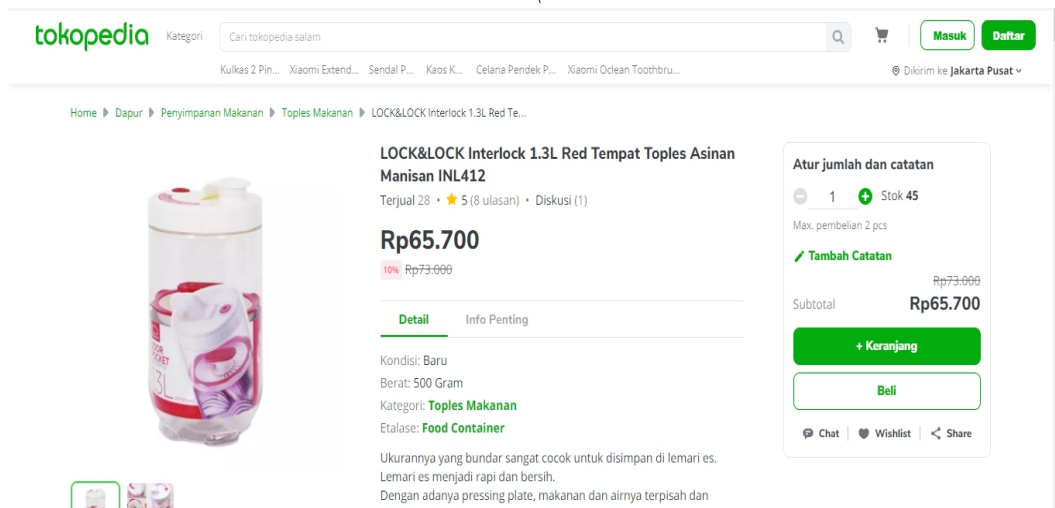 tokopedia Kategori Cari tokopedia salam Masuk Daftar
Kulkas 2 Pin... Xiaomi Extend... Sendal P... Kaos K... Celana Pendek P... Xiaomi Oclean Toothbru... Dikirim ke Jakarta Pusat
Home Dapur Penyimpanan Makanan Toples Makanan LOCK&LOCK Interlock 1.3L Red Te...
LOCK&LOCK Interlock 1.3L Red Tempat Toples Asinan
Manisan INL412
Terjual 28 • 5 (8 ulasan) • Diskusi (1)
Rp65.700
10% Rp73.000
Detail Info Penting
Kondisi: Baru
Berat: 500 Gram
Kategori: Toples Makanan
Etalase: Food Container
Ukurannya yang bundar sangat cocok untuk disimpan di lemari es.
Lemari es menjadi rapi dan bersih.
Dengan adanya pressing plate, makanan dan airnya terpisah dan
Atur jumlah dan catatan
1 Stok 45
Max. pembelian 2 pcs
Tambah Catatan
Rp73.000
Subtotal Rp65.700
+ Keranjang
Beli
Chat Wishlist Share